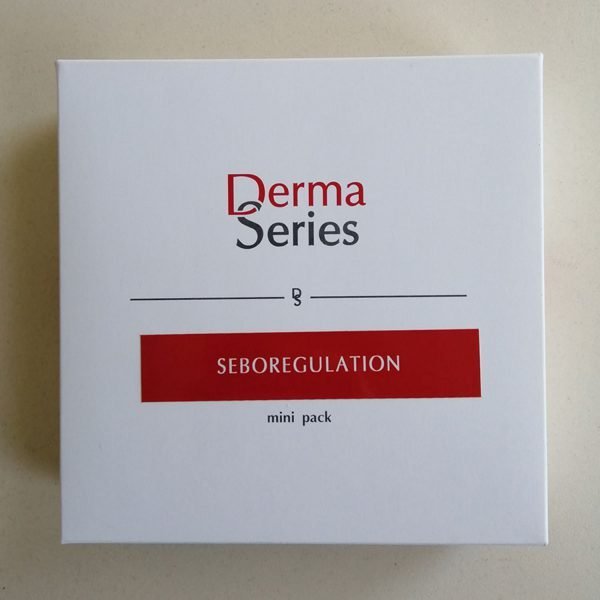 Derma
Series
DS
SEBOREGULATION
mini pack